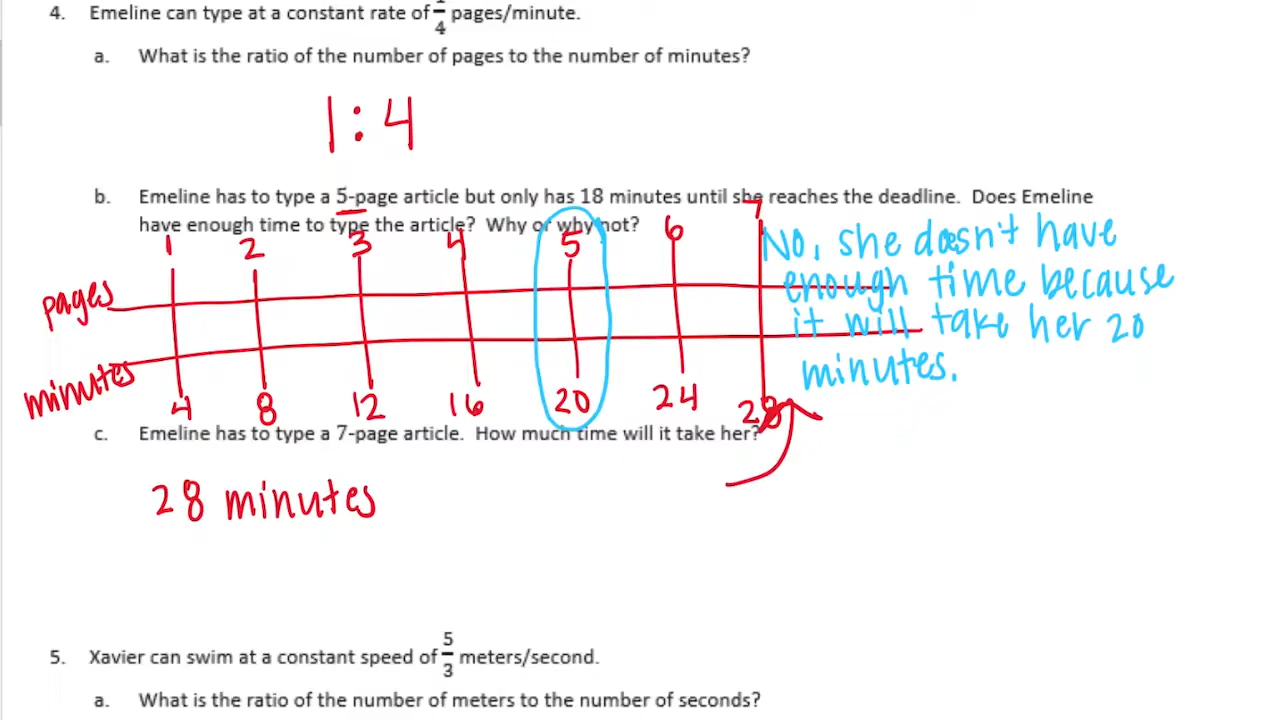 4. Emeline can type at a constant rate of 1/4 pages/minute.
a. What is the ratio of the number of pages to the number of minutes?
1:4
b. Emeline has to type a 5-page article but only has 18 minutes until she reaches the deadline. Does Emeline
have enough time to type the article? Why or why not?
1 2 3 4 5 6 7
No, she doesn't have
pages
enough time because
it will take her 20
minutes
minutes.
4 8 12 16 20 24 28
c. Emeline has to type a 7-page article. How much time will it take her?
28 minutes
5. Xavier can swim at a constant speed of 5/3 meters/second.
a. What is the ratio of the number of meters to the number of seconds?